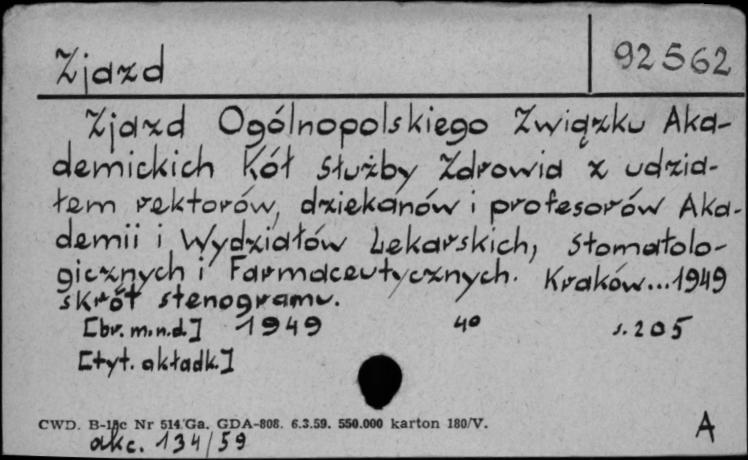 Zjazd
92562
Zjazd Ogólnopolskiego Związku Aka-
demickich Kół Służby Zdrowia z udzia-
łem rektorów, dziekanów i profesorów Aka-
demii i Wydziałów Lekarskich, Stomatolo-
gicznych i Farmaceutycznych. Kraków...1949
skrót stenogramu.
[br.m.n.d.] 1949 4° s.205
[tyt. okładk.]
CWD. B-18c Nr 514/Ga. GDA-808. 6.3.59. 550.000 karton 180/V.
akc. 134/59
A